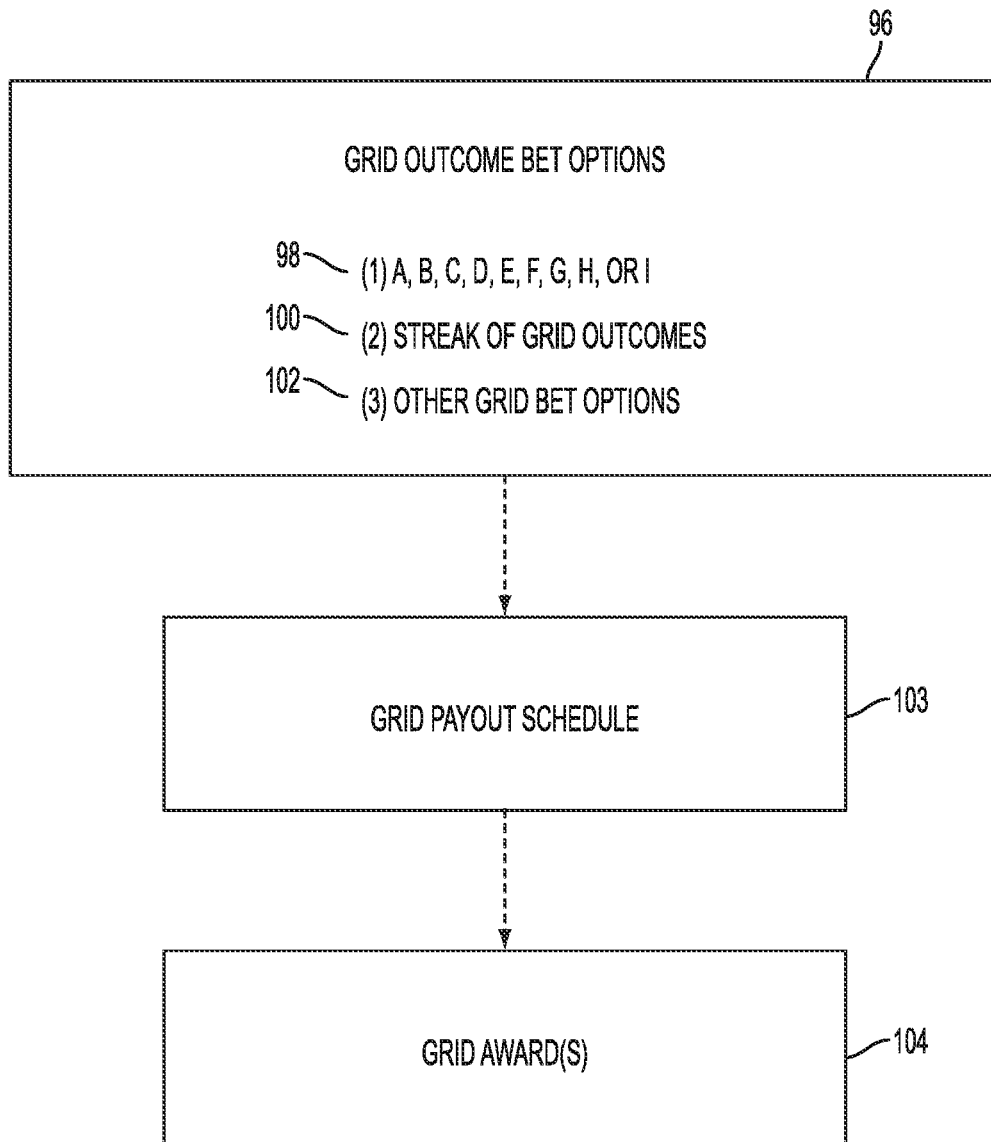 96
GRID OUTCOME BET OPTIONS
98 (1) A, B, C, D, E, F, G, H, OR I
100 (2) STREAK OF GRID OUTCOMES
102 (3) OTHER GRID BET OPTIONS
GRID PAYOUT SCHEDULE
103
GRID AWARD(S)
104